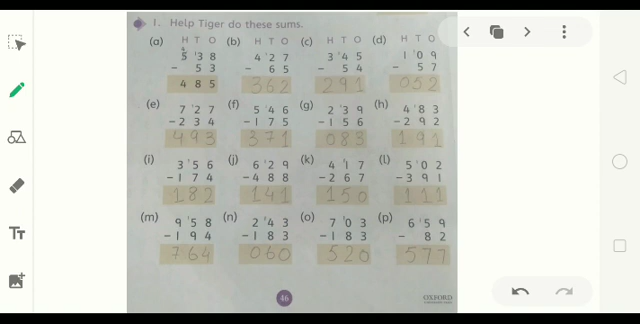 1. Help Tiger do these sums.
(a) H T O (b) H T O (c) H T O (d) H T O
4
5 '3 8 4 '2 7 3 '4 5 1 '0 9
- 5 3 - 6 5 - 5 4 - 5 7
4 8 5 3 6 2 2 9 1 0 5 2
(e) 7 '2 7 (f) 5 '4 6 (g) 2 '3 9 (h) 4 '8 3
- 2 3 4 - 1 7 5 - 1 5 6 - 2 9 2
4 9 3 3 7 1 0 8 3 1 9 1
(i) 3 '5 6 (j) 6 '2 9 (k) 4 '1 7 (l) 5 '0 2
- 1 7 4 - 4 8 8 - 2 6 7 - 3 9 1
1 8 2 1 4 1 1 5 0 1 1 1
(m) 9 '5 8 (n) 2 '4 3 (o) 7 '0 3 (p) 6 '5 9
- 1 9 4 - 1 8 3 - 1 8 3 - 8 2
7 6 4 0 6 0 5 2 0 5 7 7
46
OXFORD
TT